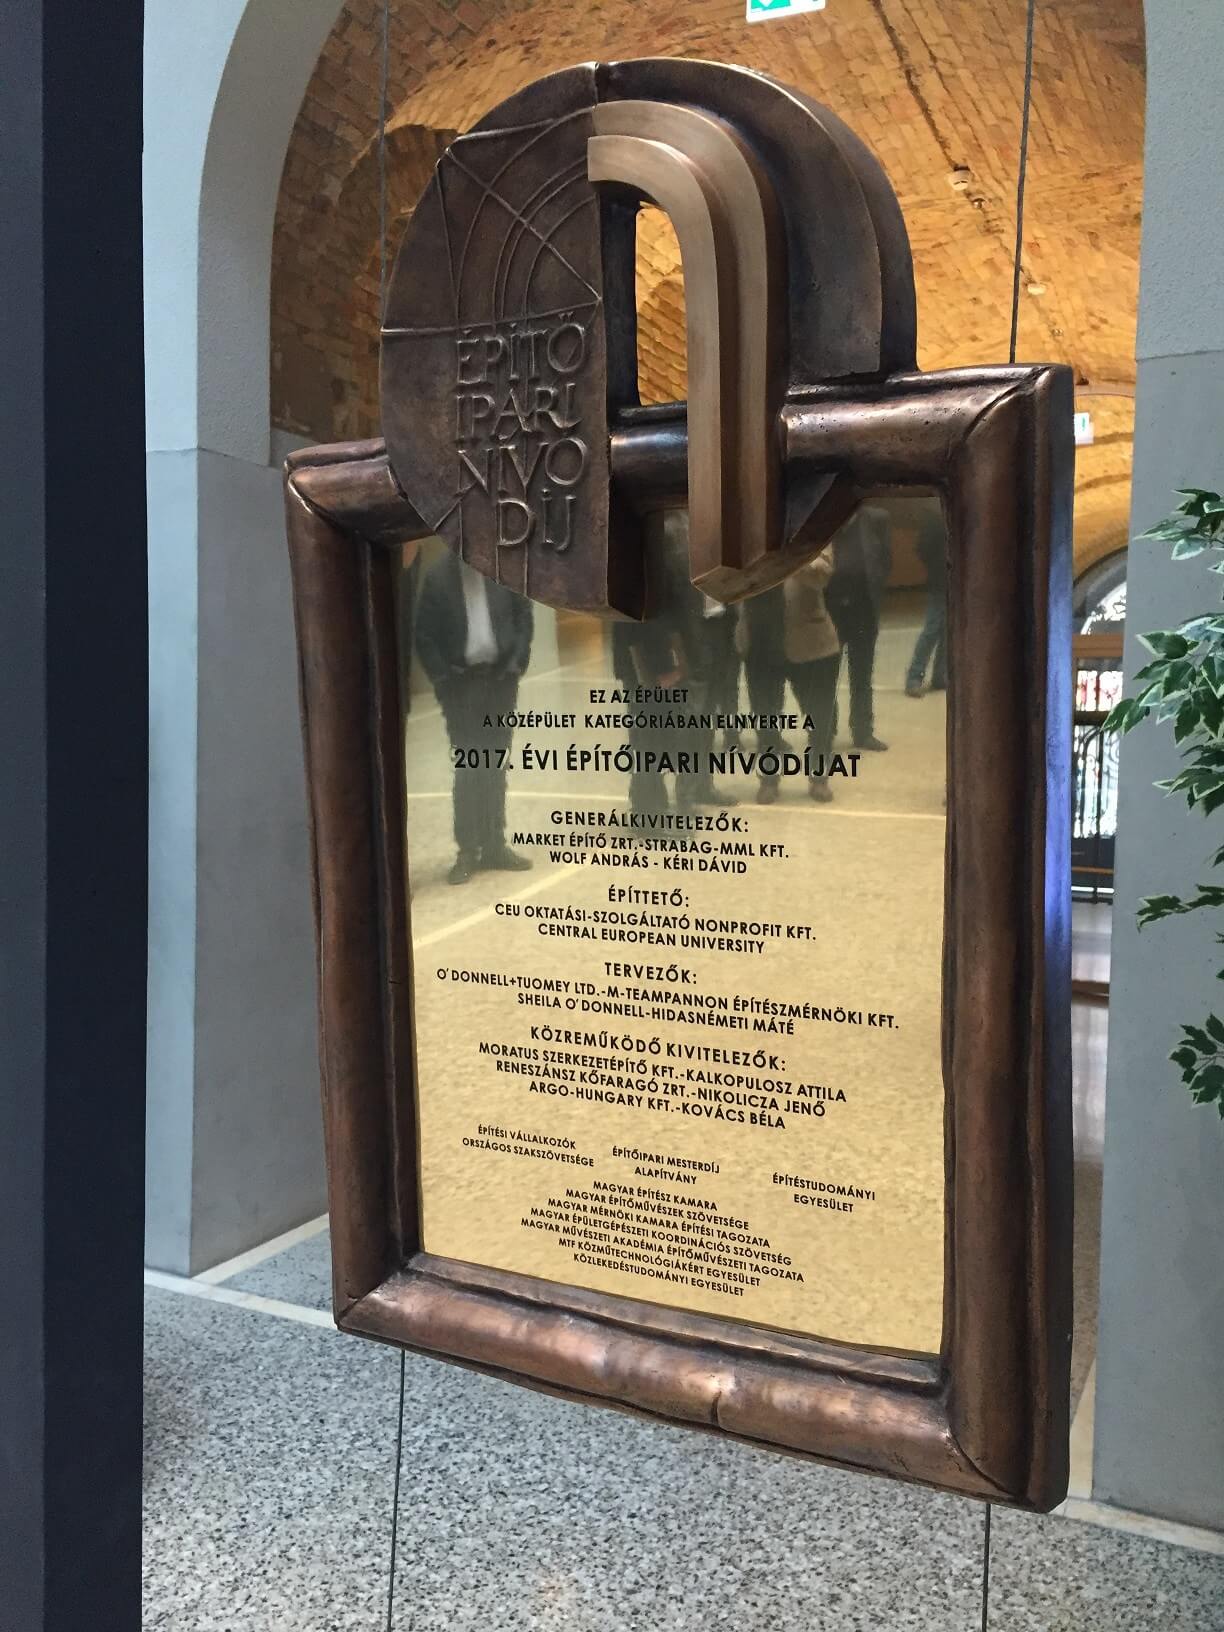 ÉPÍTŐ
IPARI
NÍVÓ
DÍJ
EZ AZ ÉPÜLET
A KÖZÉPÜLET KATEGÓRIÁBAN ELNYERTE A
2017. ÉVI ÉPÍTŐIPARI NÍVÓDÍJAT
GENERÁLKIVITELEZŐK:
MARKET ÉPÍTŐ ZRT.-STRABAG-MML KFT.
WOLF ANDRÁS - KÉRI DÁVID
ÉPÍTTETŐ:
CEU OKTATÁSI-SZOLGÁLTATÓ NONPROFIT KFT.
CENTRAL EUROPEAN UNIVERSITY
TERVEZŐK:
O'DONNELL+TUOMEY LTD.-M-TEAMPANNON ÉPÍTÉSZMÉRNÖKI KFT.
SHEILA O'DONNELL-HIDASNÉMETI MÁTÉ
KÖZREMŰKÖDŐ KIVITELEZŐK:
MORATUS SZERKEZETÉPÍTŐ KFT.-KALKOPULOSZ ATTILA
RENESZÁNSZ KŐFARAGÓ ZRT.-NIKOLICZA JENŐ
ARGO-HUNGARY KFT.-KOVÁCS BÉLA
ÉPÍTÉSI VÁLLALKOZÓK
ORSZÁGOS SZAKSZÖVETSÉGE
ÉPÍTŐIPARI MESTERDÍJ
ALAPÍTVÁNY
ÉPÍTÉSTUDOMÁNYI
EGYESÜLET
MAGYAR ÉPÍTÉSZ KAMARA
MAGYAR ÉPÍTŐMŰVÉSZEK SZÖVETSÉGE
MAGYAR MÉRNÖKI KAMARA ÉPÍTÉSI TAGOZATA
MAGYAR ÉPÜLETGÉPÉSZETI KOORDINÁCIÓS SZÖVETSÉG
MAGYAR MŰVÉSZETI AKADÉMIA ÉPÍTŐMŰVÉSZETI TAGOZATA
MTF KÖZMŰTECHNOLÓGIÁKÉRT EGYESÜLET
KÖZLEKEDÉSTUDOMÁNYI EGYESÜLET